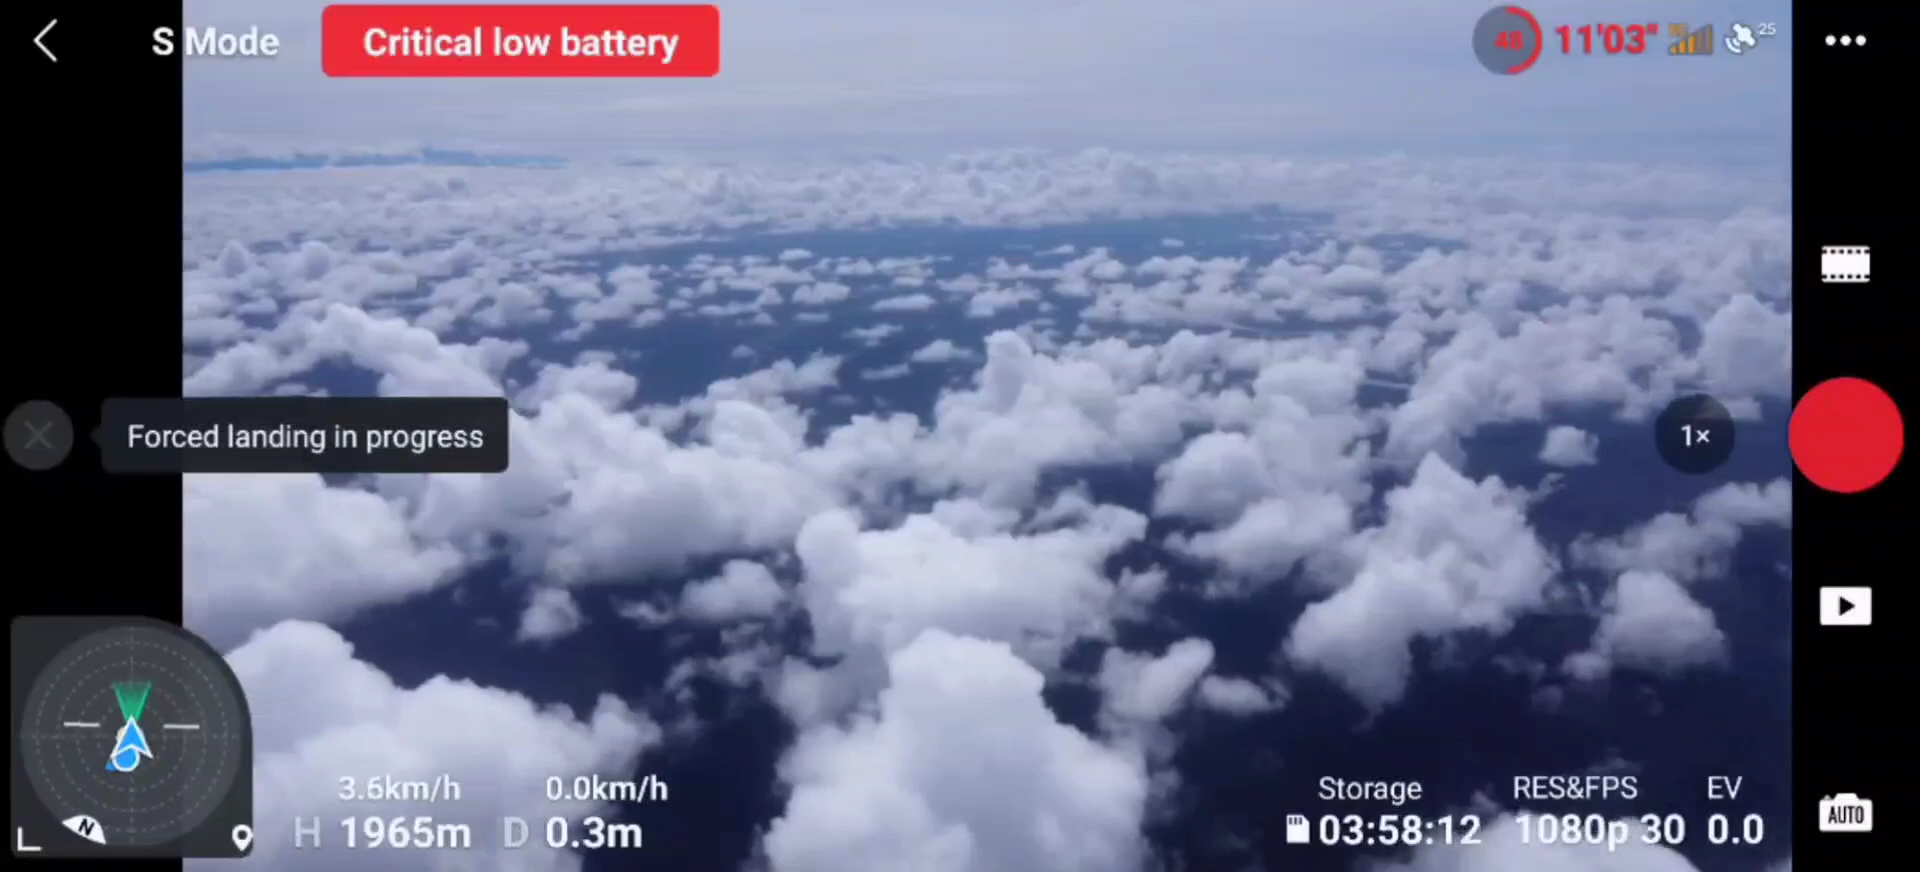 S Mode
Critical low battery
48
11'03"
25
Forced landing in progress
1×
N
3.6km/h
0.0km/h
H 1965m
D 0.3m
Storage
RES&FPS
EV
03:58:12
1080p 30
0.0
AUTO